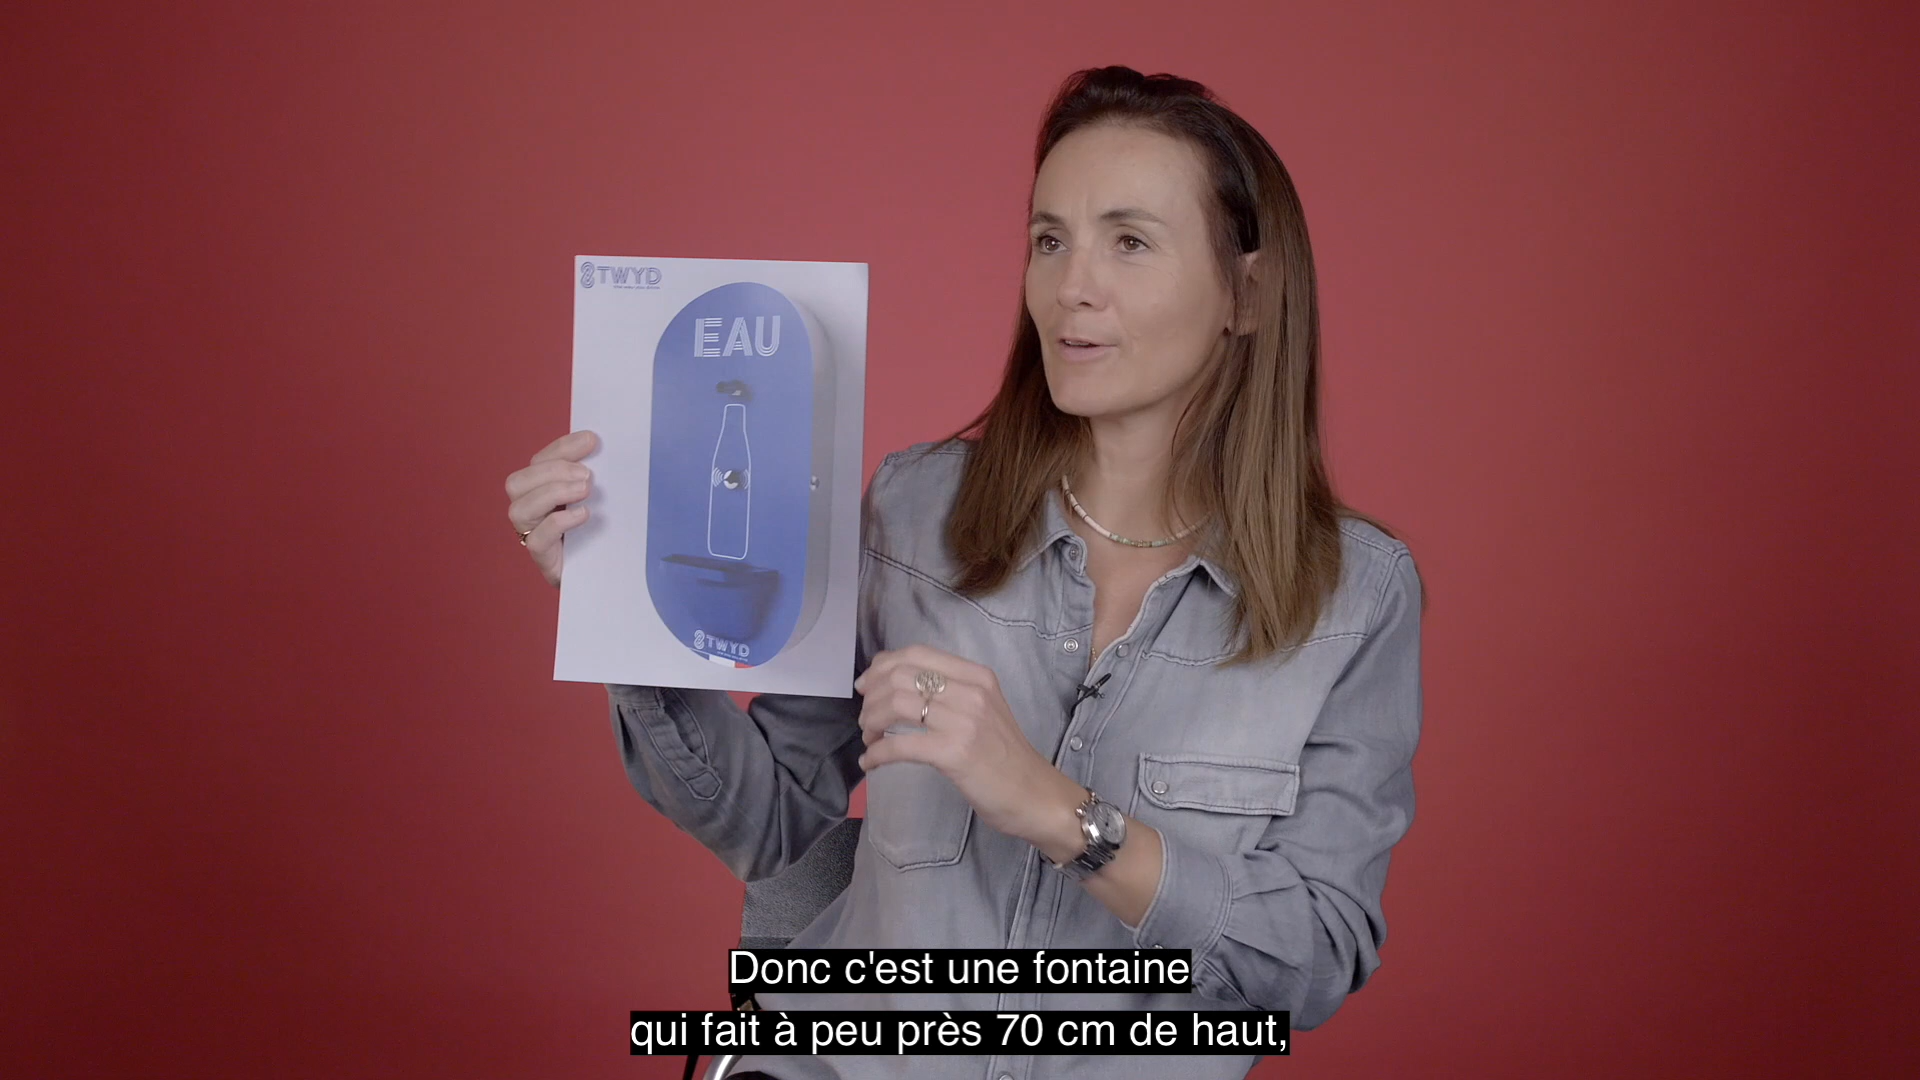 TWYD
EAU
TWYD
Donc c'est une fontaine
qui fait à peu près 70 cm de haut,